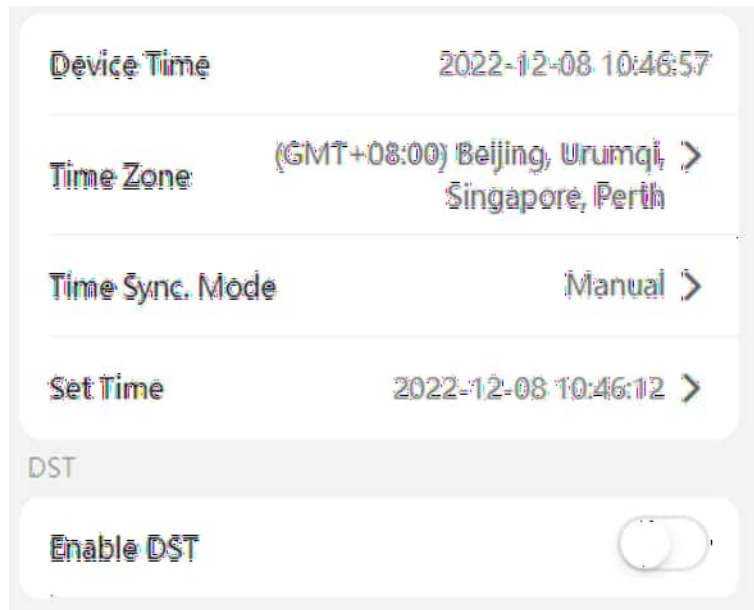 Device Time 2022-12-08 10:46:57
Time Zone (GMT+08:00) Beijing, Urumqi,
Singapore, Perth
Time Sync. Mode Manual
Set Time 2022-12-08 10:46:12
DST
Enable DST